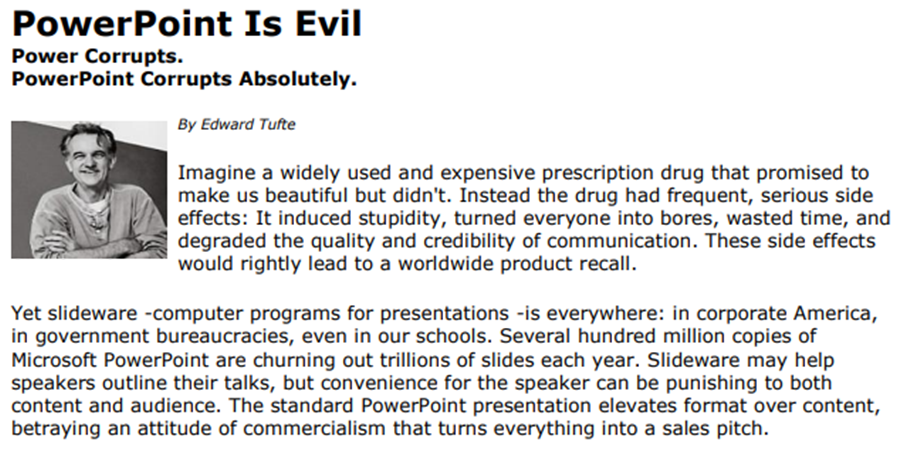 PowerPoint Is Evil
Power Corrupts.
PowerPoint Corrupts Absolutely.
By Edward Tufte
Imagine a widely used and expensive prescription drug that promised to
make us beautiful but didn't. Instead the drug had frequent, serious side
effects: It induced stupidity, turned everyone into bores, wasted time, and
degraded the quality and credibility of communication. These side effects
would rightly lead to a worldwide product recall.
Yet slideware -computer programs for presentations -is everywhere: in corporate America,
in government bureaucracies, even in our schools. Several hundred million copies of
Microsoft PowerPoint are churning out trillions of slides each year. Slideware may help
speakers outline their talks, but convenience for the speaker can be punishing to both
content and audience. The standard PowerPoint presentation elevates format over content,
betraying an attitude of commercialism that turns everything into a sales pitch.